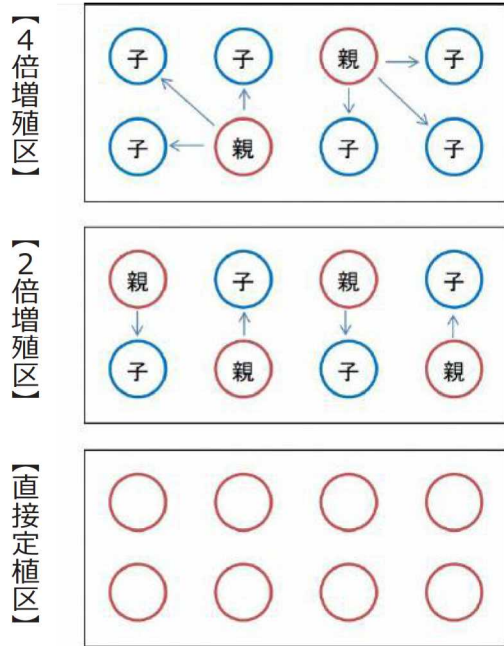 【4倍増殖区】
子 子 親 子
子 親 子 子
【2倍増殖区】
親 子 親 子
子 親 子 親
【直接定植区】